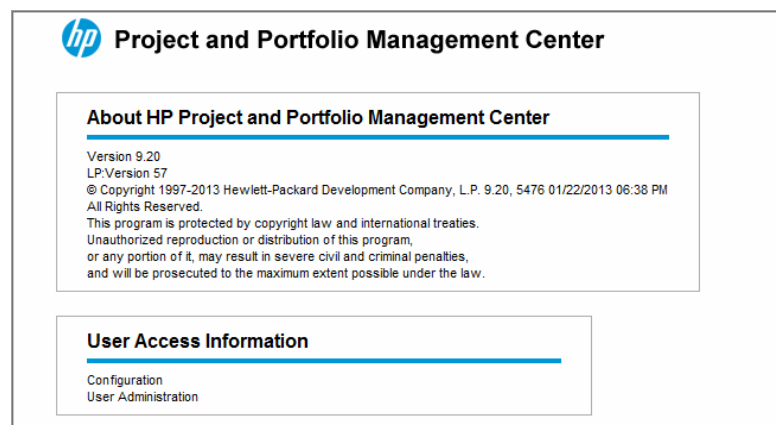 hp Project and Portfolio Management Center
About HP Project and Portfolio Management Center
Version 9.20
LP:Version 57
© Copyright 1997-2013 Hewlett-Packard Development Company, L.P. 9.20, 5476 01/22/2013 06:38 PM
All Rights Reserved.
This program is protected by copyright law and international treaties.
Unauthorized reproduction or distribution of this program,
or any portion of it, may result in severe civil and criminal penalties,
and will be prosecuted to the maximum extent possible under the law.
User Access Information
Configuration
User Administration